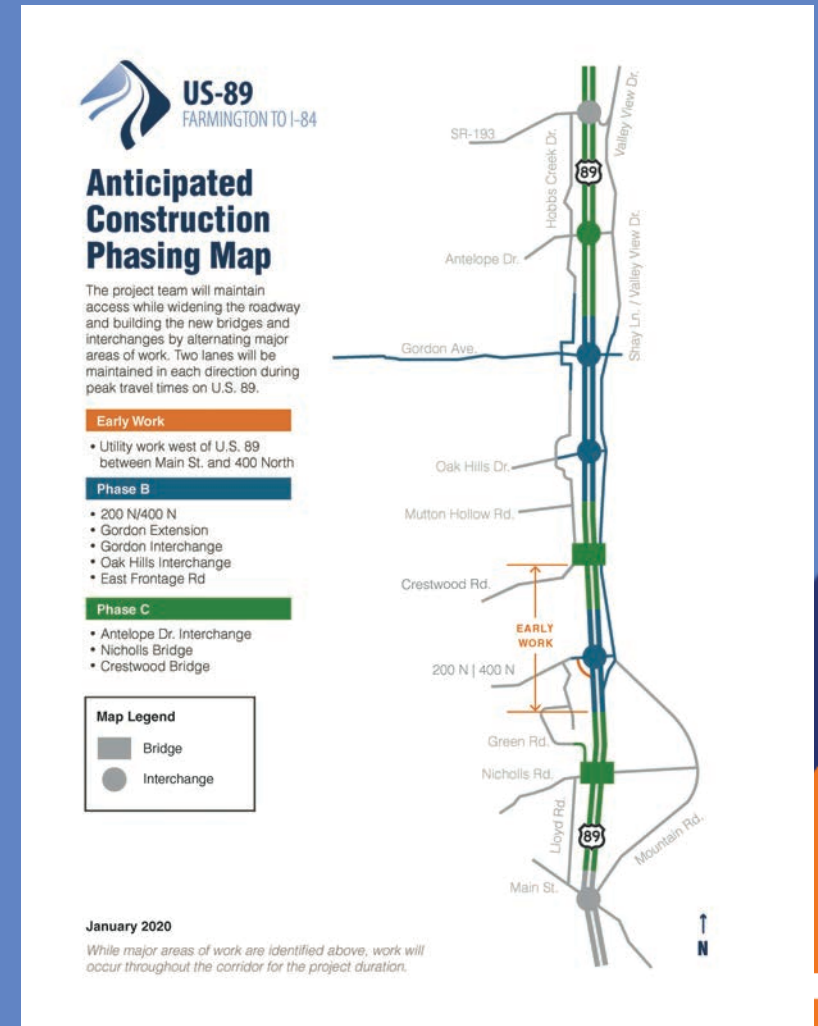 US-89
FARMINGTON TO I-84
Anticipated
Construction
Phasing Map
The project team will maintain
access while widening the roadway
and building the new bridges and
interchanges by alternating major
areas of work. Two lanes will be
maintained in each direction during
peak travel times on U.S. 89.
Early Work
• Utility work west of U.S. 89
between Main St. and 400 North
Phase B
• 200 N/400 N
• Gordon Extension
• Gordon Interchange
• Oak Hills Interchange
• East Frontage Rd
Phase C
• Antelope Dr. Interchange
• Nicholls Bridge
• Crestwood Bridge
Map Legend
Bridge
Interchange
January 2020
While major areas of work are identified above, work will
occur throughout the corridor for the project duration.
SR-193
Hobbs Creek Dr.
89
Valley View Dr.
Antelope Dr.
Shay Ln. / Valley View Dr.
Gordon Ave.
Oak Hills Dr.
Mutton Hollow Rd.
Crestwood Rd.
EARLY
WORK
200 N | 400 N
Green Rd.
Nicholls Rd.
Lloyd Rd.
89
Mountain Rd.
Main St.
N